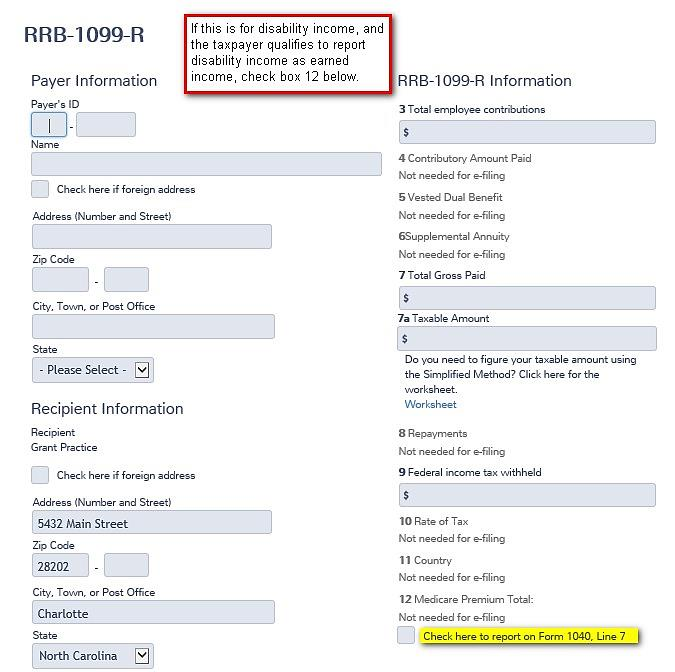 RRB-1099-R
If this is for disability income, and
the taxpayer qualifies to report
disability income as earned
income, check box 12 below.
Payer Information
Payer's ID
-
Name
Check here if foreign address
Address (Number and Street)
Zip Code
-
City, Town, or Post Office
State
- Please Select -
Recipient Information
Recipient
Grant Practice
Check here if foreign address
Address (Number and Street)
5432 Main Street
Zip Code
28202 -
City, Town, or Post Office
Charlotte
State
North Carolina
RRB-1099-R Information
3 Total employee contributions
$
4 Contributory Amount Paid
Not needed for e-filing
5 Vested Dual Benefit
Not needed for e-filing
6Supplemental Annuity
Not needed for e-filing
7 Total Gross Paid
$
7a Taxable Amount
$
Do you need to figure your taxable amount using
the Simplified Method? Click here for the
worksheet.
Worksheet
8 Repayments
Not needed for e-filing
9 Federal income tax withheld
$
10 Rate of Tax
Not needed for e-filing
11 Country
Not needed for e-filing
12 Medicare Premium Total:
Not needed for e-filing
Check here to report on Form 1040, Line 7